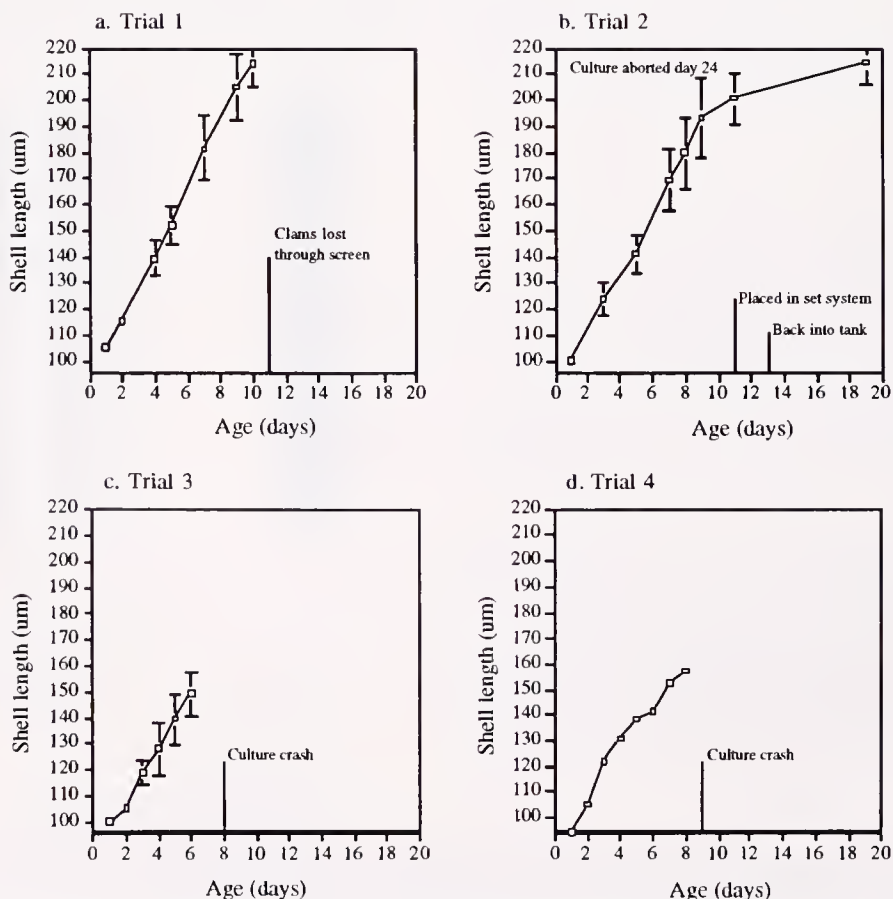 a. Trial 1
220
210
200
190
180
170
160
150
140
130
120
110
100
Shell length (um)
Clams lost
through screen
0 2 4 6 8 10 12 14 16 18 20
Age (days)
b. Trial 2
220
210
200
190
180
170
160
150
140
130
120
110
100
Shell length (um)
Culture aborted day 24
Placed in set system
Back into tank
0 2 4 6 8 10 12 14 16 18 20
Age (days)
c. Trial 3
220
210
200
190
180
170
160
150
140
130
120
110
100
Shell length (um)
Culture crash
0 2 4 6 8 10 12 14 16 18 20
Age (days)
d. Trial 4
220
210
200
190
180
170
160
150
140
130
120
110
100
Shell length (um)
Culture crash
0 2 4 6 8 10 12 14 16 18 20
Age (days)